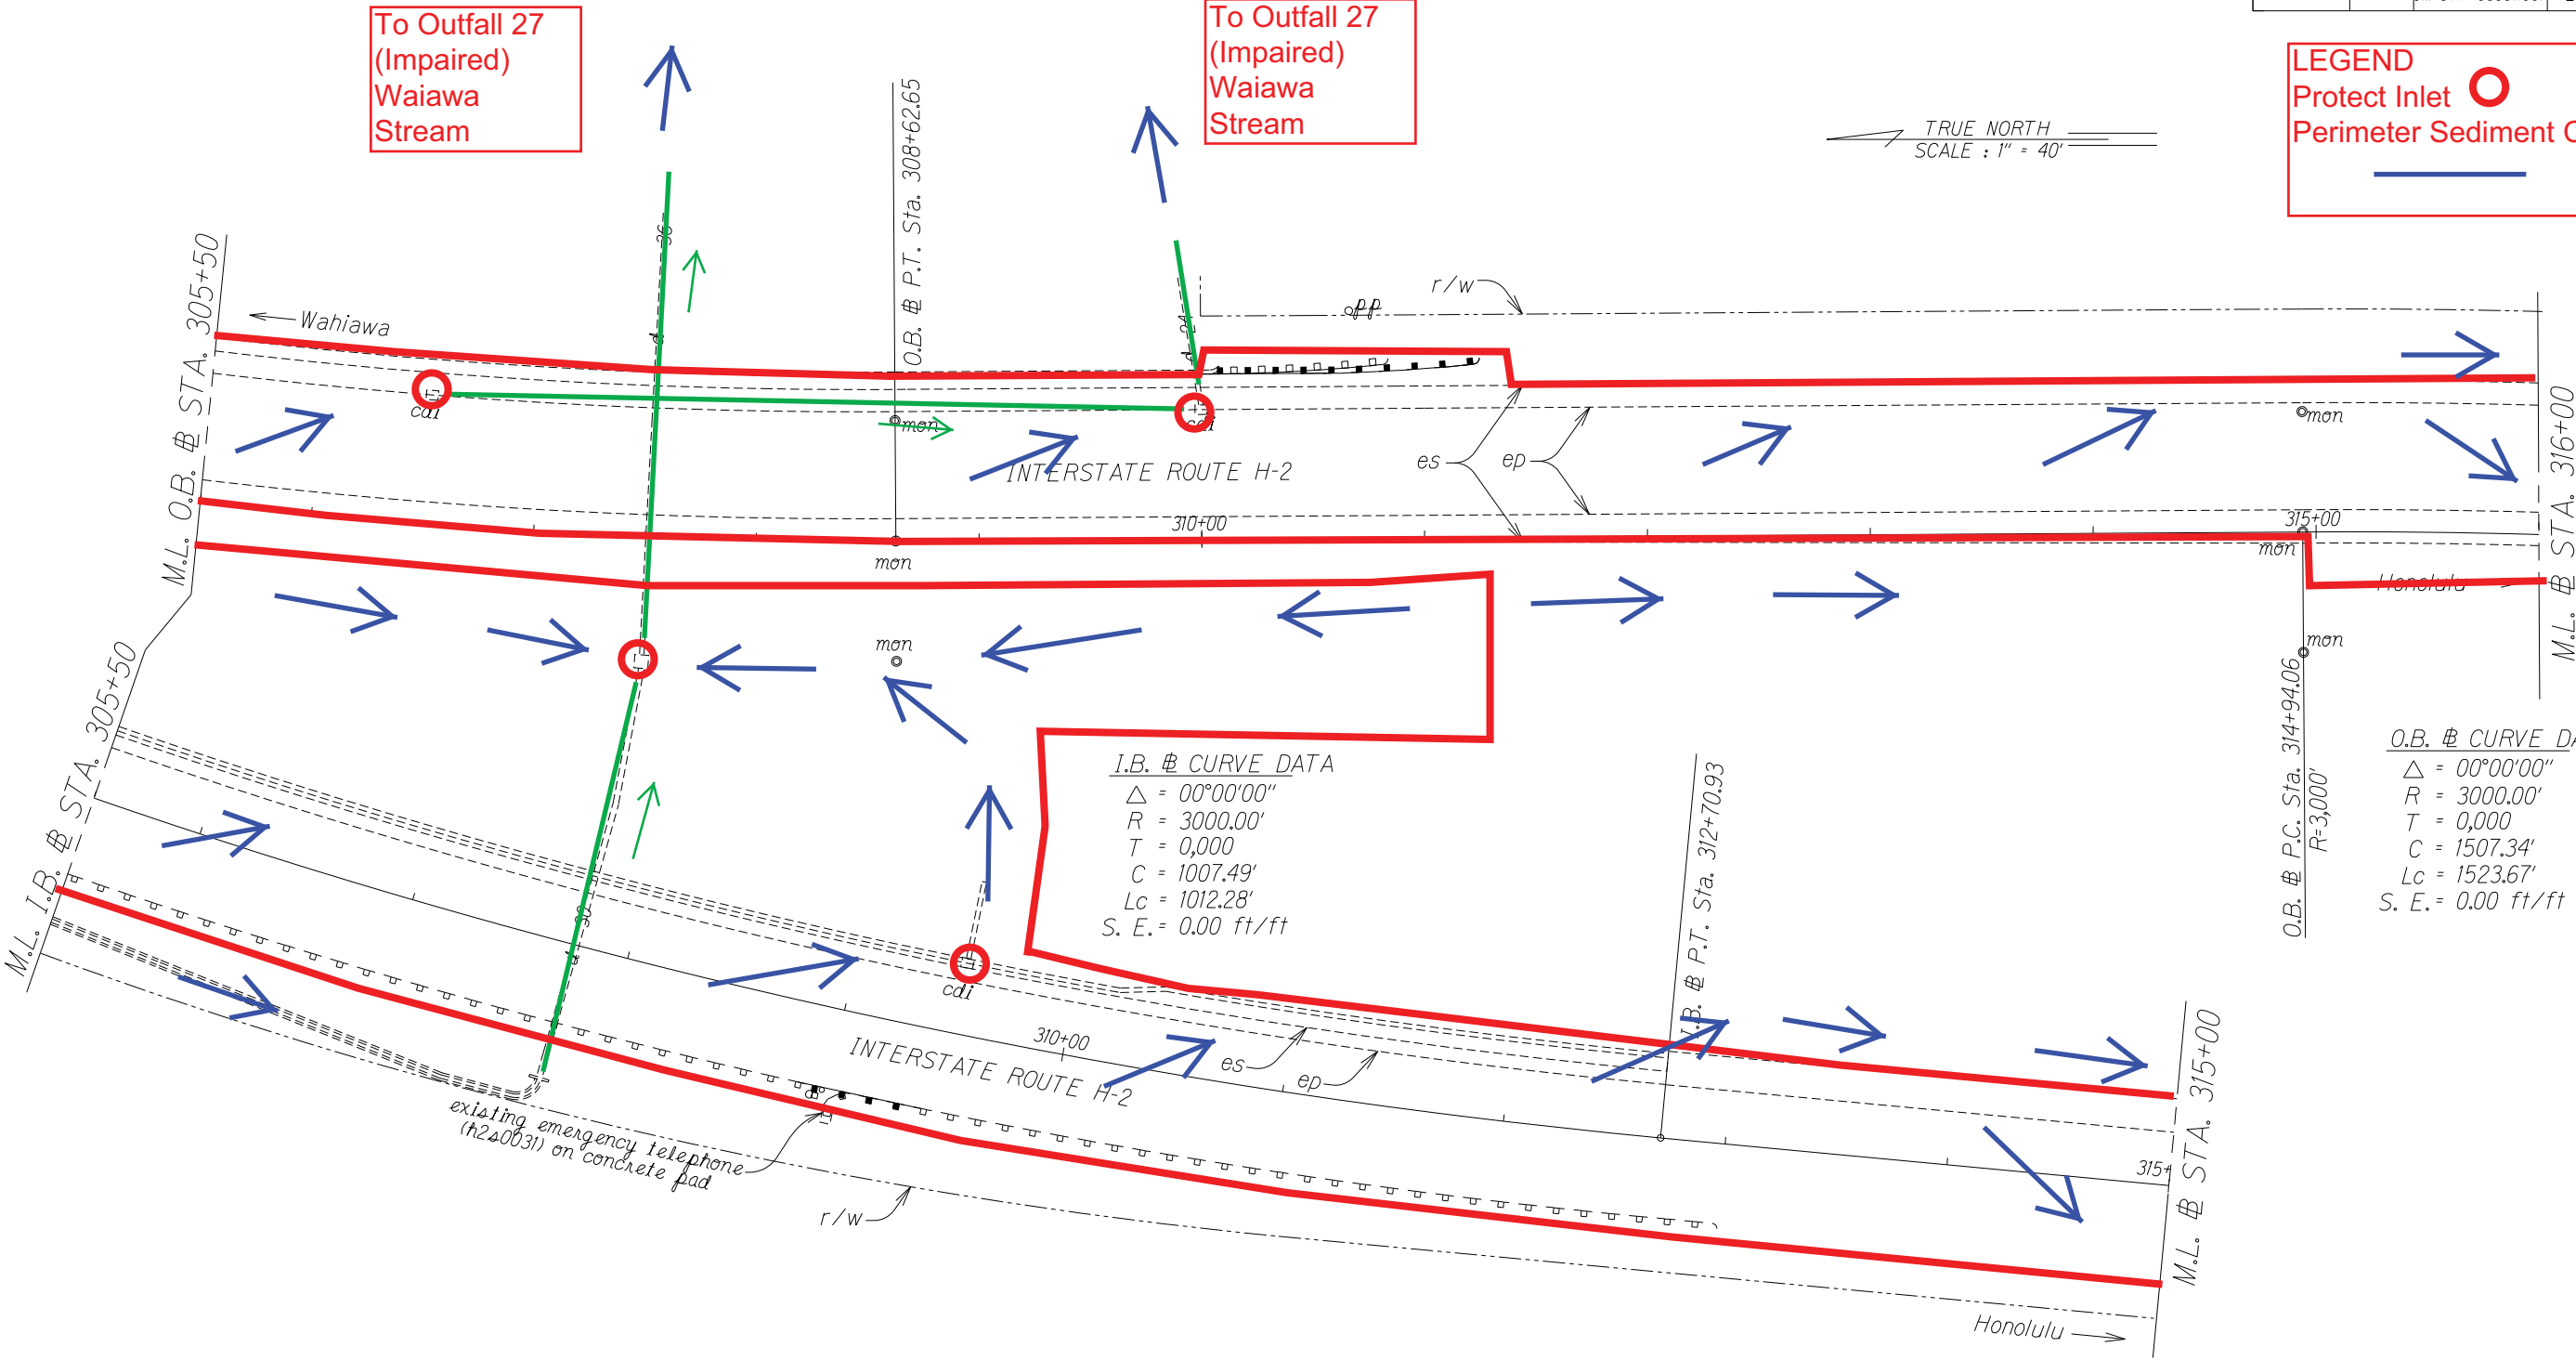 To Outfall 27
(Impaired)
Waiawa
Stream
To Outfall 27
(Impaired)
Waiawa
Stream
LEGEND
Protect Inlet
Perimeter Sediment C
TRUE NORTH
SCALE : 1" = 40'
O.B. ⅊ P.T. Sta. 308+62.65
36
d
24
d
r/w
pp
Wahiawa
M.L. O.B. ⅊ STA. 305+50
cdi
mon
cdi
INTERSTATE ROUTE H-2
es
ep
mon
310+00
315+00
mon
mon
Honolulu
M.L. ⅊ STA. 316+00
mon
mon
M.L. I.B. ⅊ STA. 305+50
I.B. ⅊ CURVE DATA
△ = 00°00'00"
R = 3000.00'
T = 0,000
C = 1007.49'
Lc = 1012.28'
S. E.= 0.00 ft/ft
I.B. ⅊ P.T. Sta. 312+70.93
O.B. ⅊ P.C. Sta. 314+94.06
R=3,000'
O.B. ⅊ CURVE DA
△ = 00°00'00"
R = 3000.00'
T = 0,000
C = 1507.34'
Lc = 1523.67'
S. E.= 0.00 ft/ft
30
d
cdi
310+00
INTERSTATE ROUTE H-2
es
ep
existing emergency telephone
(h2s0031) on concrete pad
r/w
315+
M.L. ⅊ STA. 315+00
Honolulu